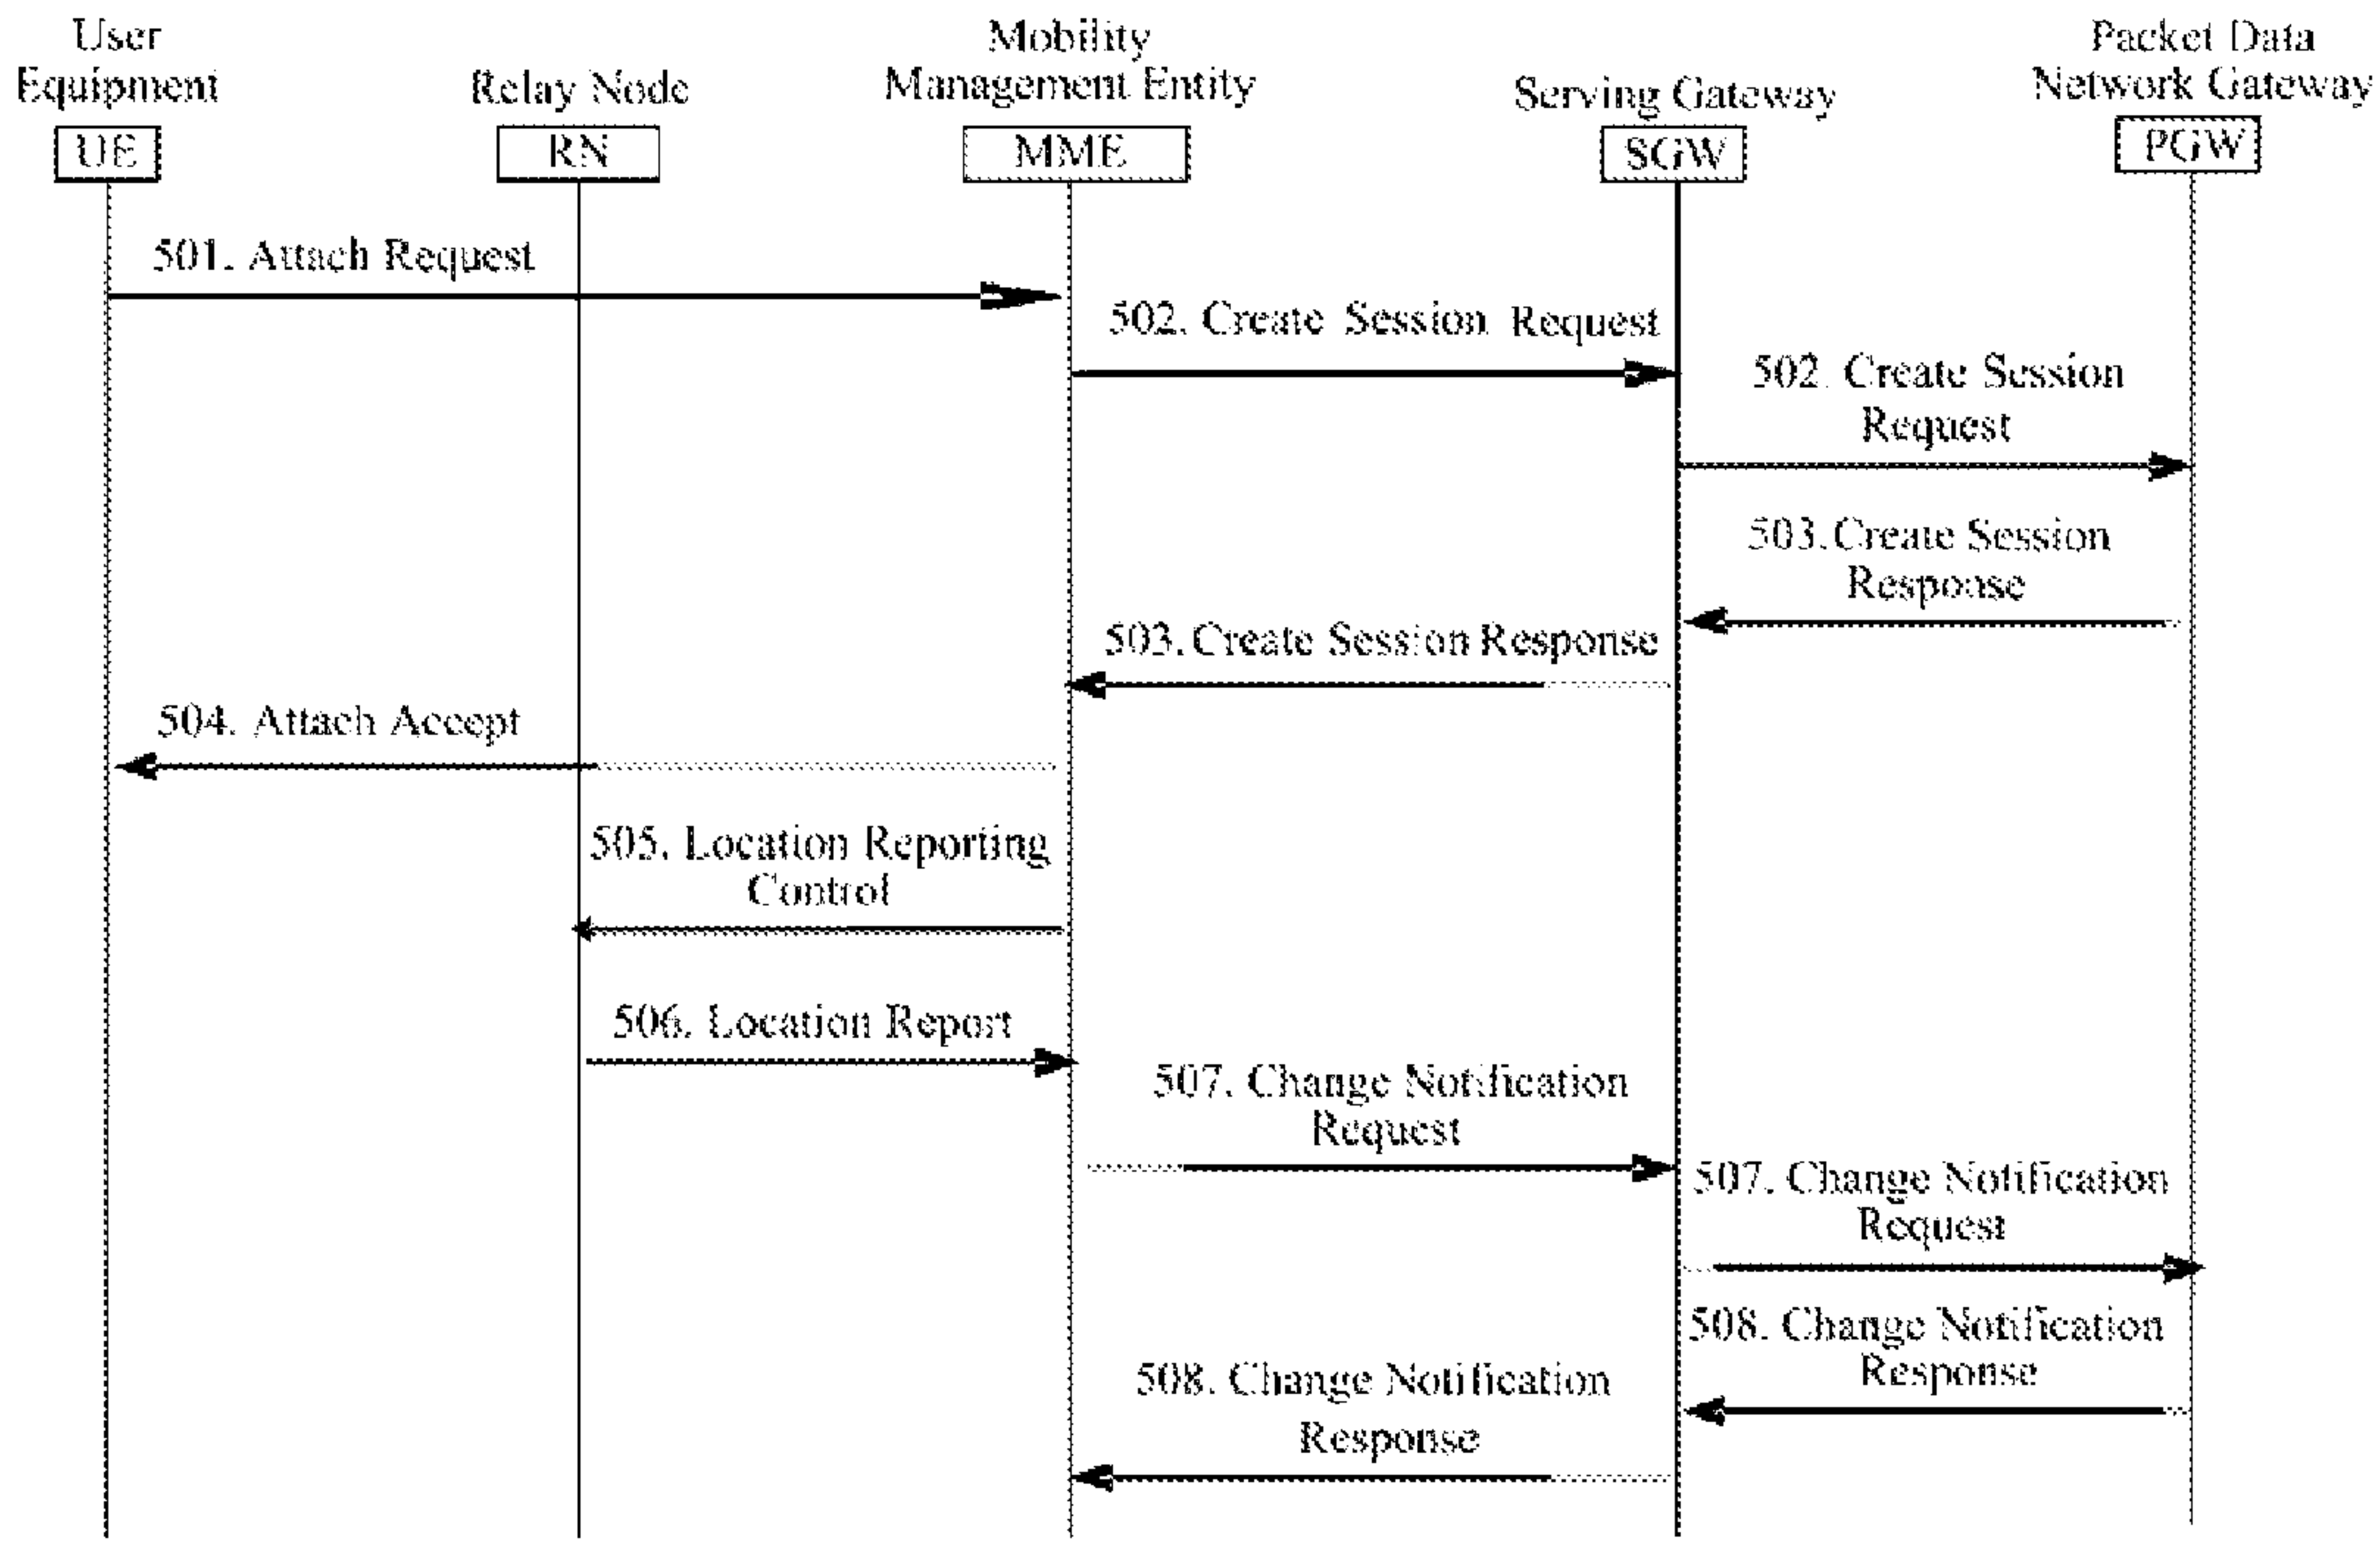 User
Equipment
Relay Node
Mobility
Management Entity
Serving Gateway
Packet Data
Network Gateway
UE
RN
MME
SGW
PGW
501. Attach Request
502. Create Session Request
502. Create Session
Request
503. Create Session
Response
503. Create Session Response
504. Attach Accept
505. Location Reporting
Control
506. Location Report
507. Change Notification
Request
507. Change Notification
Request
508. Change Notification
Response
508. Change Notification
Response